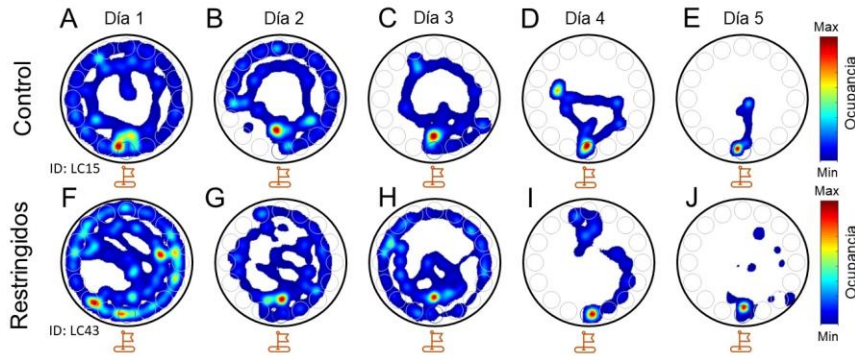 A Día 1 B Día 2 C Día 3 D Día 4 E Día 5
Max
Control
Ocupancia
Min
ID: LC15
F G H I J
Max
Restringidos
Ocupancia
Min
ID: LC43